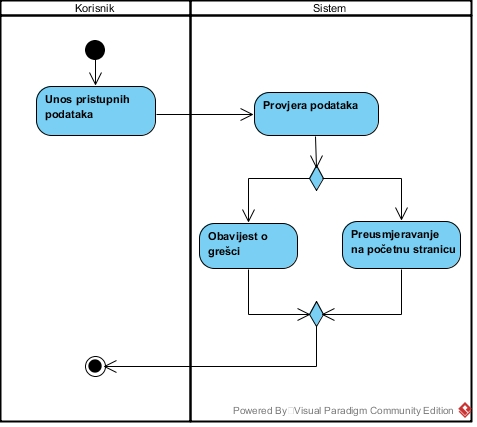 Korisnik
Sistem
Unos pristupnih
podataka
Provjera podataka
Obavijest o
grešci
Preusmjeravanje
na početnu stranicu
Powered By Visual Paradigm Community Edition